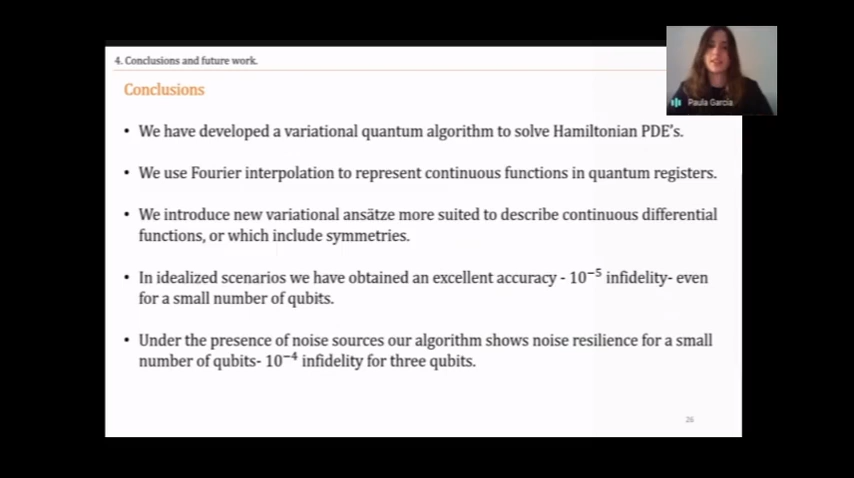 4. Conclusions and future work.
Conclusions
• We have developed a variational quantum algorithm to solve Hamiltonian PDE's.
• We use Fourier interpolation to represent continuous functions in quantum registers.
• We introduce new variational ansätze more suited to describe continuous differential
functions, or which include symmetries.
• In idealized scenarios we have obtained an excellent accuracy - 10⁻⁵ infidelity- even
for a small number of qubits.
• Under the presence of noise sources our algorithm shows noise resilience for a small
number of qubits- 10⁻⁴ infidelity for three qubits.
26
Paula García